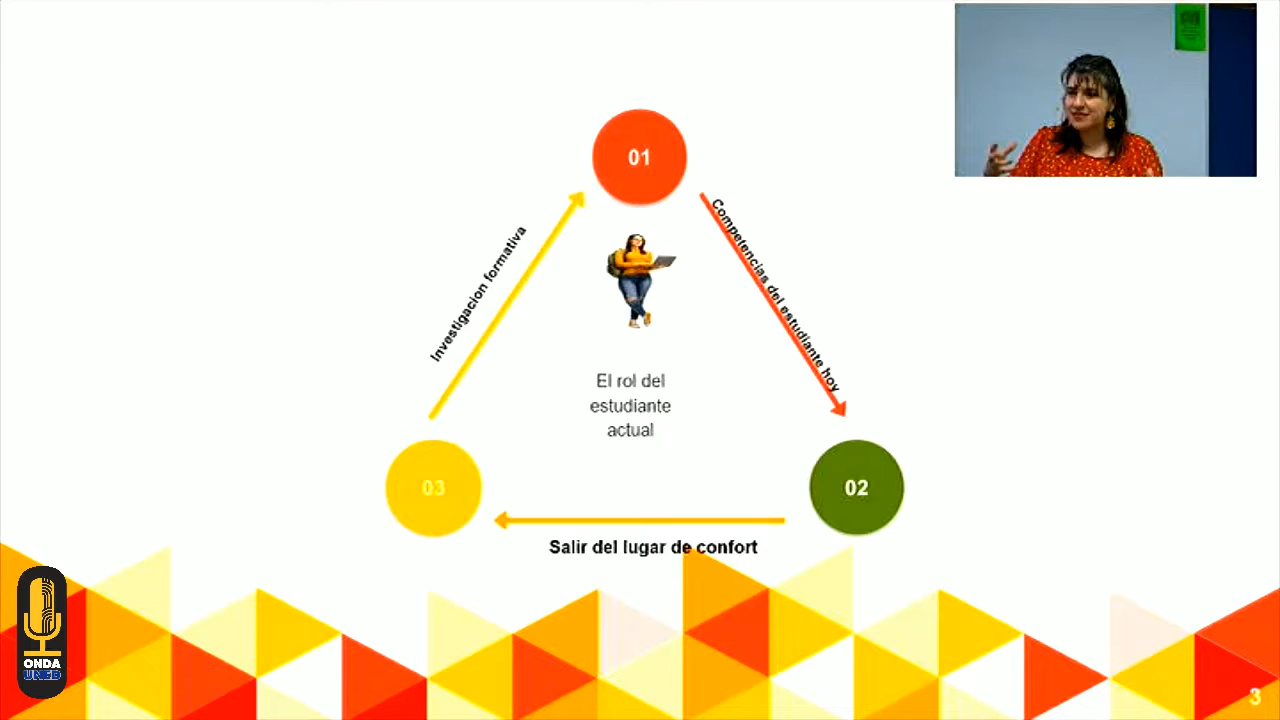 01
Investigacion formativa
Competencias del estudiante hoy
El rol del
estudiante
actual
03
02
Salir del lugar de confort
ONDA
UNED
3